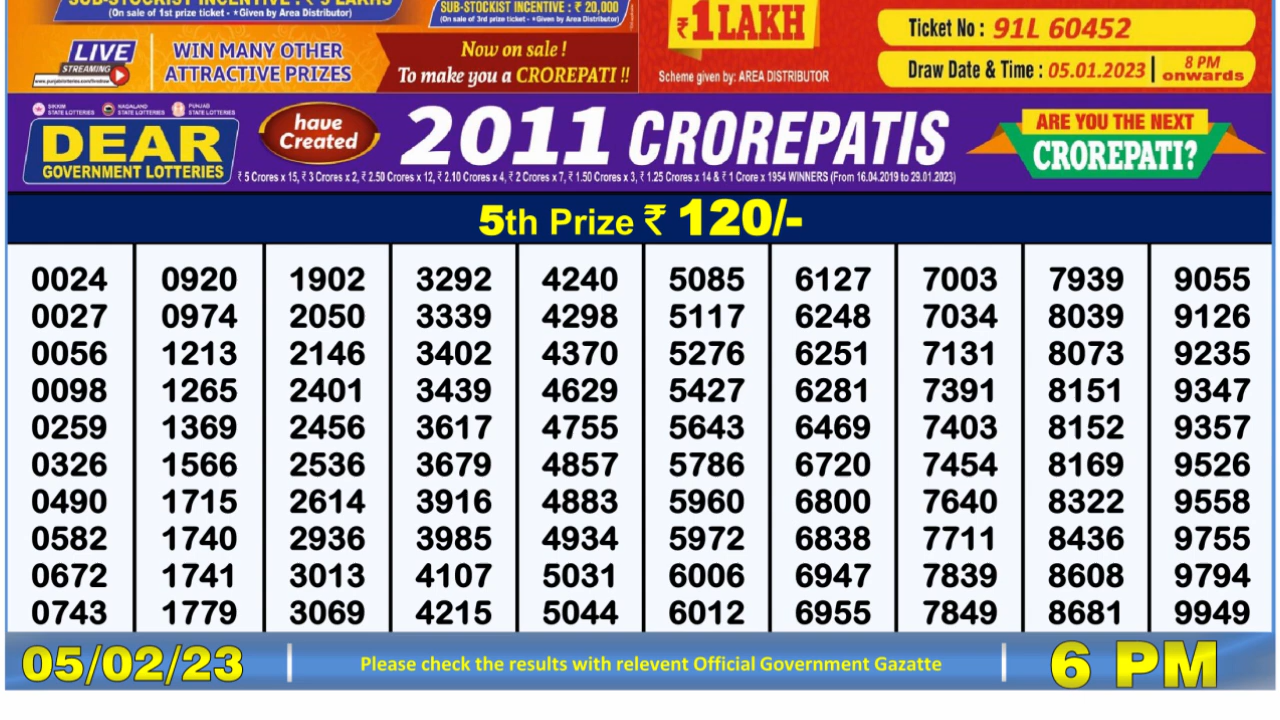 SUB-STOCKIST INCENTIVE : ₹ 5 LAKHS
(On sale of 1st prize ticket - *Given by Area Distributor)
SUB-STOCKIST INCENTIVE : ₹ 20,000
(On sale of 3rd prize ticket - *Given by Area Distributor)
LIVE
STREAMING
WIN MANY OTHER
ATTRACTIVE PRIZES
Now on sale !
To make you a CROREPATI !!
₹1LAKH
Scheme given by: AREA DISTRIBUTOR
Ticket No : 91L 60452
Draw Date & Time : 05.01.2023 | 8 PM onwards
SIKKIM STATE LOTTERIES
NAGALAND STATE LOTTERIES
PUNJAB STATE LOTTERIES
DEAR
GOVERNMENT LOTTERIES
have
Created
2011 CROREPATIS
₹ 5 Crores x 15, ₹ 3 Crores x 2, ₹ 2.50 Crores x 12, ₹ 2.10 Crores x 4, ₹ 2 Crores x 7, ₹ 1.50 Crores x 3, ₹ 1.25 Crores x 14 & ₹ 1 Crore x 1954 WINNERS (From 16.04.2019 to 29.01.2023)
ARE YOU THE NEXT
CROREPATI?
5th Prize ₹ 120/-
0024 0920 1902 3292 4240 5085 6127 7003 7939 9055
0027 0974 2050 3339 4298 5117 6248 7034 8039 9126
0056 1213 2146 3402 4370 5276 6251 7131 8073 9235
0098 1265 2401 3439 4629 5427 6281 7391 8151 9347
0259 1369 2456 3617 4755 5643 6469 7403 8152 9357
0326 1566 2536 3679 4857 5786 6720 7454 8169 9526
0490 1715 2614 3916 4883 5960 6800 7640 8322 9558
0582 1740 2936 3985 4934 5972 6838 7711 8436 9755
0672 1741 3013 4107 5031 6006 6947 7839 8608 9794
0743 1779 3069 4215 5044 6012 6955 7849 8681 9949
05/02/23 | Please check the results with relevent Official Government Gazatte | 6 PM